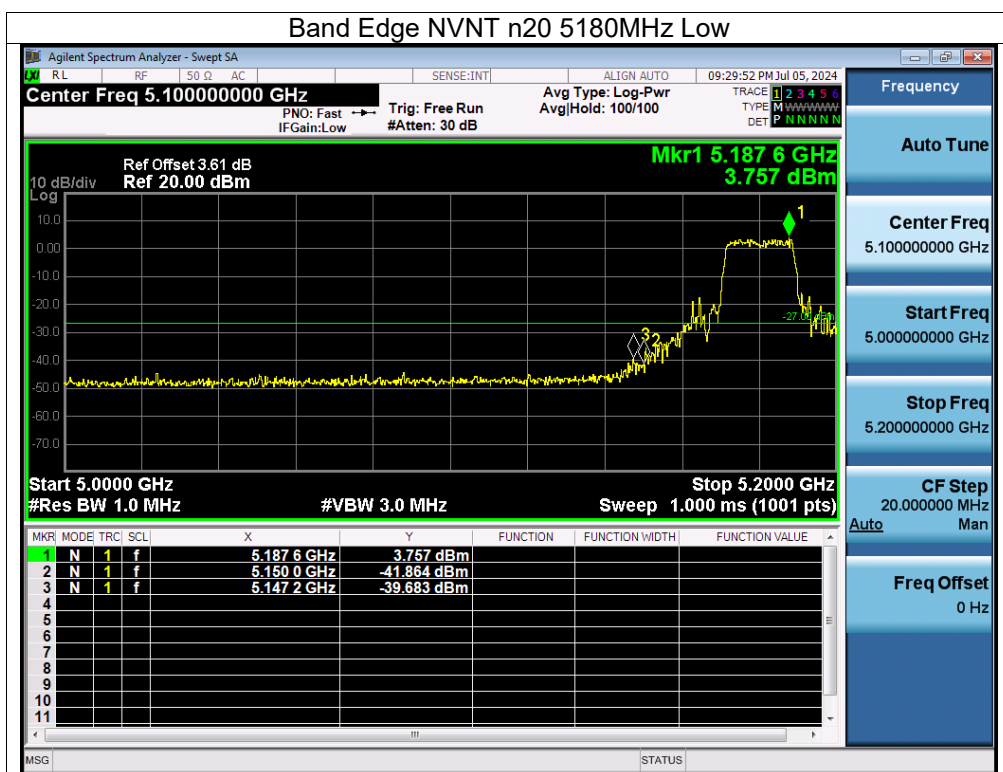 Band Edge NVNT n20 5180MHz Low
Agilent Spectrum Analyzer - Swept SA
LXI RL RF 50 Ω AC SENSE:INT ALIGN AUTO 09:29:52 PM Jul 05, 2024
Center Freq 5.100000000 GHz
PNO: Fast
IFGain:Low
Trig: Free Run
#Atten: 30 dB
Avg Type: Log-Pwr
Avg|Hold: 100/100
TRACE 1 2 3 4 5 6
TYPE M WWWWW
DET P N N N N N
Mkr1 5.187 6 GHz
3.757 dBm
Ref Offset 3.61 dB
10 dB/div Ref 20.00 dBm
Log
10.0
0.00
-10.0
-20.0
-30.0
-40.0
-50.0
-60.0
-70.0
1
-27.00 dBm
3 2
Start 5.0000 GHz Stop 5.2000 GHz
#Res BW 1.0 MHz #VBW 3.0 MHz Sweep 1.000 ms (1001 pts)
MKR MODE TRC SCL X Y FUNCTION FUNCTION WIDTH FUNCTION VALUE
1 N 1 f 5.187 6 GHz 3.757 dBm
2 N 1 f 5.150 0 GHz -41.864 dBm
3 N 1 f 5.147 2 GHz -39.683 dBm
4
5
6
7
8
9
10
11
MSG STATUS
Frequency
Auto Tune
Center Freq
5.100000000 GHz
Start Freq
5.000000000 GHz
Stop Freq
5.200000000 GHz
CF Step
20.000000 MHz
Auto Man
Freq Offset
0 Hz